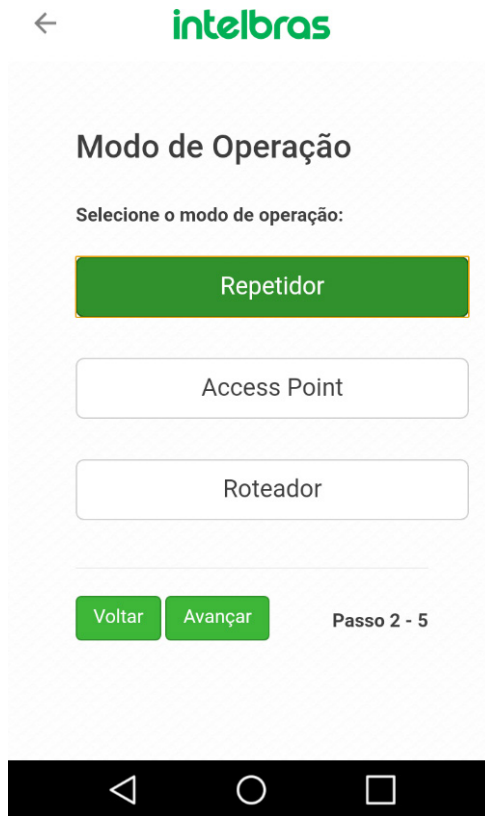 intelbras
Modo de Operação
Selecione o modo de operação:
Repetidor
Access Point
Roteador
Voltar Avançar Passo 2 - 5